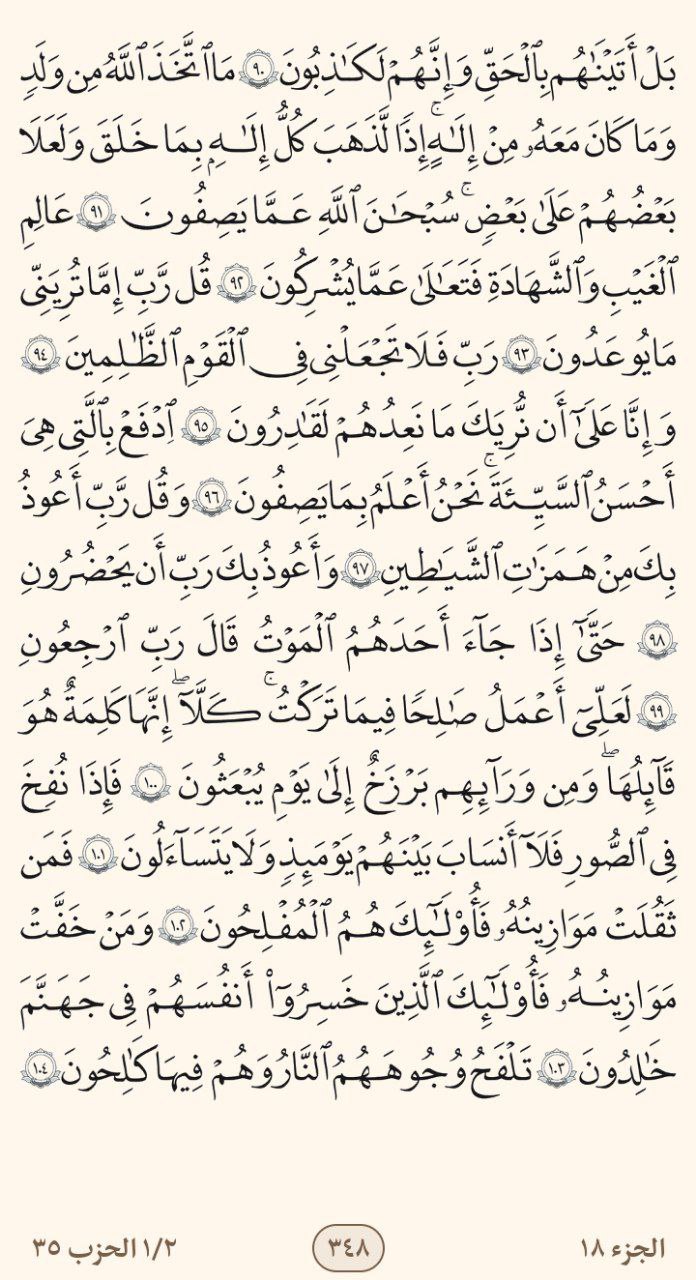 بَلْ أَتَيْنَـٰهُم بِٱلْحَقِّ وَإِنَّهُمْ لَكَـٰذِبُونَ ٩٠ مَا ٱتَّخَذَ ٱللَّهُ مِن وَلَدٍ
وَمَا كَانَ مَعَهُۥ مِنْ إِلَـٰهٍ ۚ إِذًا لَّذَهَبَ كُلُّ إِلَـٰهٍۭ بِمَا خَلَقَ وَلَعَلَا
بَعْضُهُمْ عَلَىٰ بَعْضٍ ۚ سُبْحَـٰنَ ٱللَّهِ عَمَّا يَصِفُونَ ٩١ عَـٰلِمِ
ٱلْغَيْبِ وَٱلشَّهَـٰدَةِ فَتَعَـٰلَىٰ عَمَّا يُشْرِكُونَ ٩٢ قُل رَّبِّ إِمَّا تُرِيَنِّى
مَا يُوعَدُونَ ٩٣ رَبِّ فَلَا تَجْعَلْنِى فِى ٱلْقَوْمِ ٱلظَّـٰلِمِينَ ٩٤
وَإِنَّا عَلَىٰٓ أَن نُّرِيَكَ مَا نَعِدُهُمْ لَقَـٰدِرُونَ ٩٥ ٱدْفَعْ بِٱلَّتِى هِىَ
أَحْسَنُ ٱلسَّيِّئَةَ ۚ نَحْنُ أَعْلَمُ بِمَا يَصِفُونَ ٩٦ وَقُل رَّبِّ أَعُوذُ
بِكَ مِنْ هَمَزَٰتِ ٱلشَّيَـٰطِينِ ٩٧ وَأَعُوذُ بِكَ رَبِّ أَن يَحْضُرُونِ
٩٨ حَتَّىٰٓ إِذَا جَآءَ أَحَدَهُمُ ٱلْمَوْتُ قَالَ رَبِّ ٱرْجِعُونِ
٩٩ لَعَلِّىٓ أَعْمَلُ صَـٰلِحًا فِيمَا تَرَكْتُ ۚ كَلَّآ ۖ إِنَّهَا كَلِمَةٌ هُوَ
قَآئِلُهَا ۖ وَمِن وَرَآئِهِم بَرْزَخٌ إِلَىٰ يَوْمِ يُبْعَثُونَ ١٠٠ فَإِذَا نُفِخَ
فِى ٱلصُّورِ فَلَآ أَنسَابَ بَيْنَهُمْ يَوْمَئِذٍ وَلَا يَتَسَآءَلُونَ ١٠١ فَمَن
ثَقُلَتْ مَوَٰزِينُهُۥ فَأُو۟لَـٰٓئِكَ هُمُ ٱلْمُفْلِحُونَ ١٠٢ وَمَنْ خَفَّتْ
مَوَٰزِينُهُۥ فَأُو۟لَـٰٓئِكَ ٱلَّذِينَ خَسِرُوٓا۟ أَنفُسَهُمْ فِى جَهَنَّمَ
خَـٰلِدُونَ ١٠٣ تَلْفَحُ وُجُوهَهُمُ ٱلنَّارُ وَهُمْ فِيهَا كَـٰلِحُونَ ١٠٤
الجزء ١٨
٣٤٨
١/٢ الحزب ٣٥